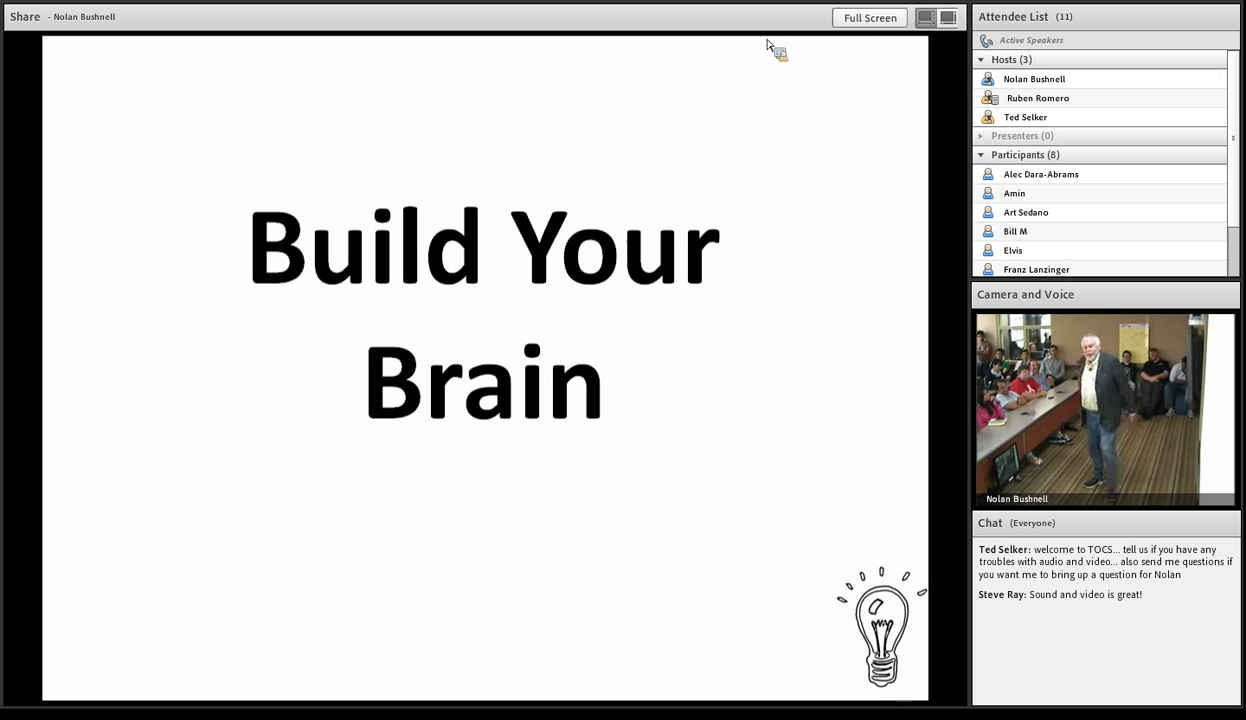 Share - Nolan Bushnell
Full Screen
Build Your
Brain
Attendee List (11)
Active Speakers
Hosts (3)
Nolan Bushnell
Ruben Romero
Ted Selker
Presenters (0)
Participants (8)
Alec Dara-Abrams
Amin
Art Sedano
Bill M
Elvis
Franz Lanzinger
Camera and Voice
Nolan Bushnell
Chat (Everyone)
Ted Selker: welcome to TOCS... tell us if you have any
troubles with audio and video... also send me questions if
you want me to bring up a question for Nolan
Steve Ray: Sound and video is great!